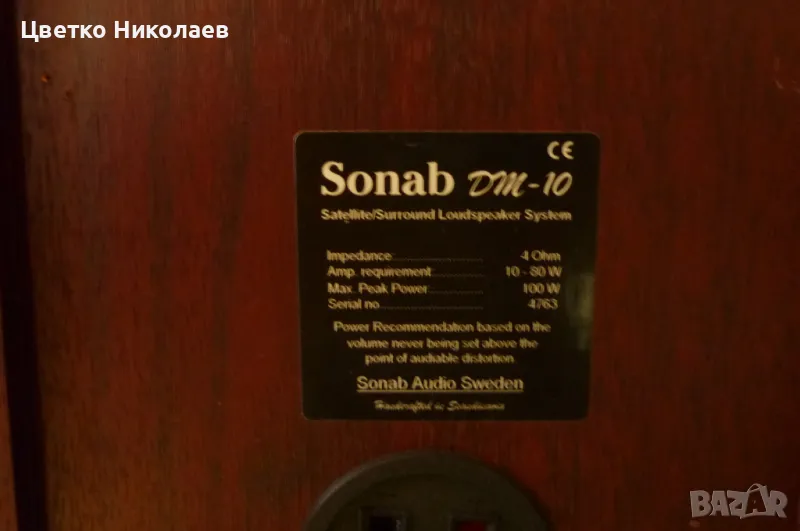 Цветко Николаев
CE
Sonab DM-10
Satellite/Surround Loudspeaker System
Impedance 4 Ohm
Amp. requirement 10 - 80 W
Max. Peak Power 100 W
Serial no. 4763
Power Recommendation based on the
volume never being set above the
point of audiable distortion.
Sonab Audio Sweden
Handcrafted in Scandinavia
BAZAR